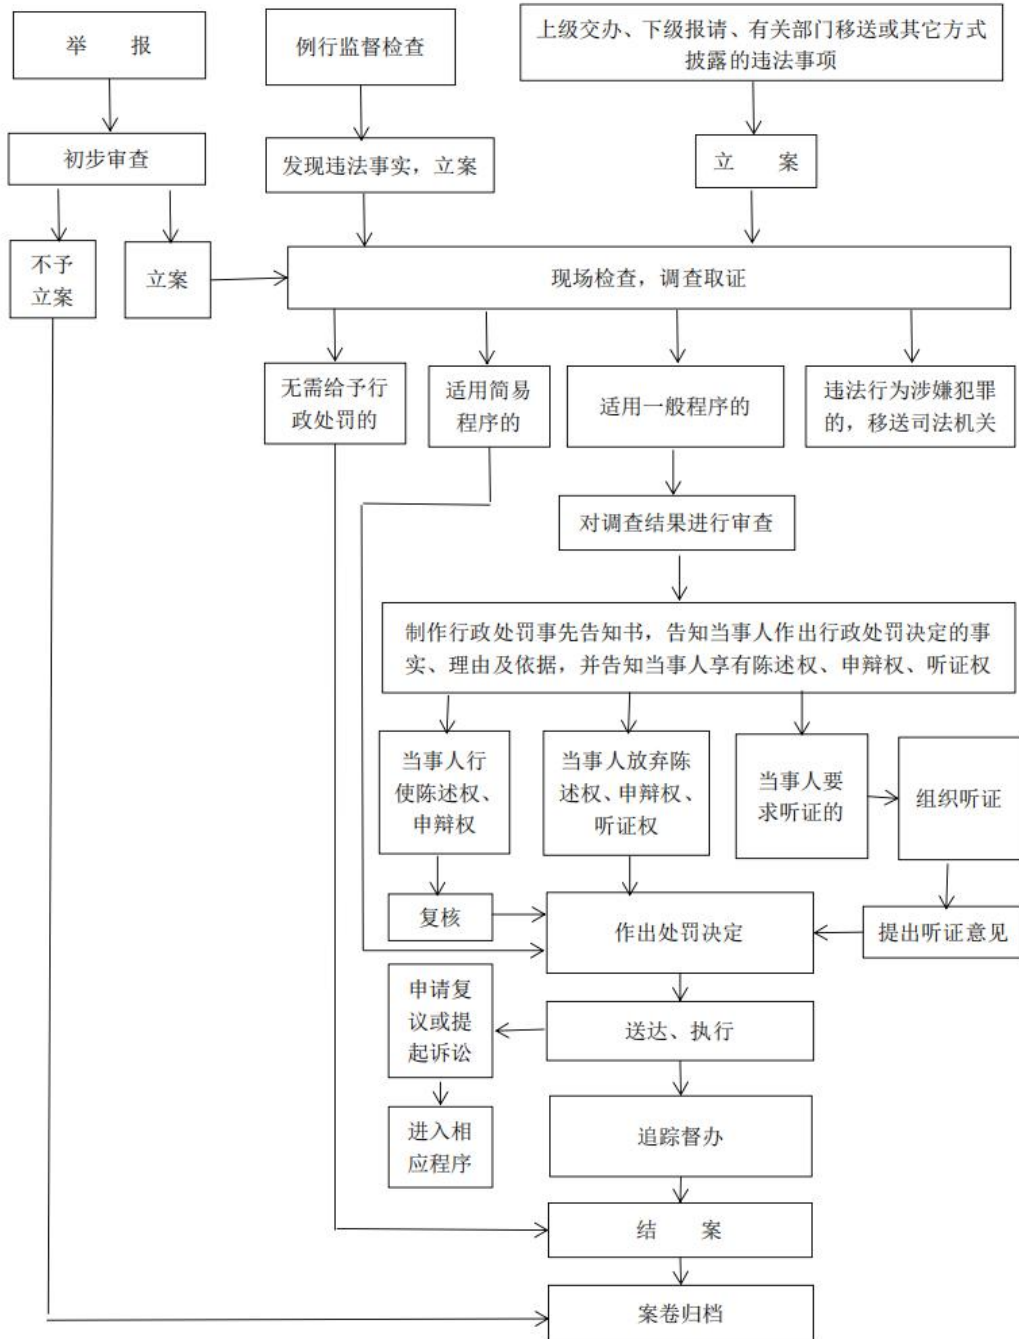 举 报
例行监督检查
上级交办、下级报请、有关部门移送或其它方式
披露的违法事项
初步审查
发现违法事实，立案
立 案
不予
立案
立案
现场检查，调查取证
无需给予行
政处罚的
适用简易
程序的
适用一般程序的
违法行为涉嫌犯罪
的，移送司法机关
对调查结果进行审查
制作行政处罚事先告知书，告知当事人作出行政处罚决定的事
实、理由及依据，并告知当事人享有陈述权、申辩权、听证权
当事人行
使陈述权、
申辩权
当事人放弃陈
述权、申辩权、
听证权
当事人要
求听证的
组织听证
复核
作出处罚决定
提出听证意见
申请复
议或提
起诉讼
送达、执行
进入相
应程序
追踪督办
结 案
案卷归档